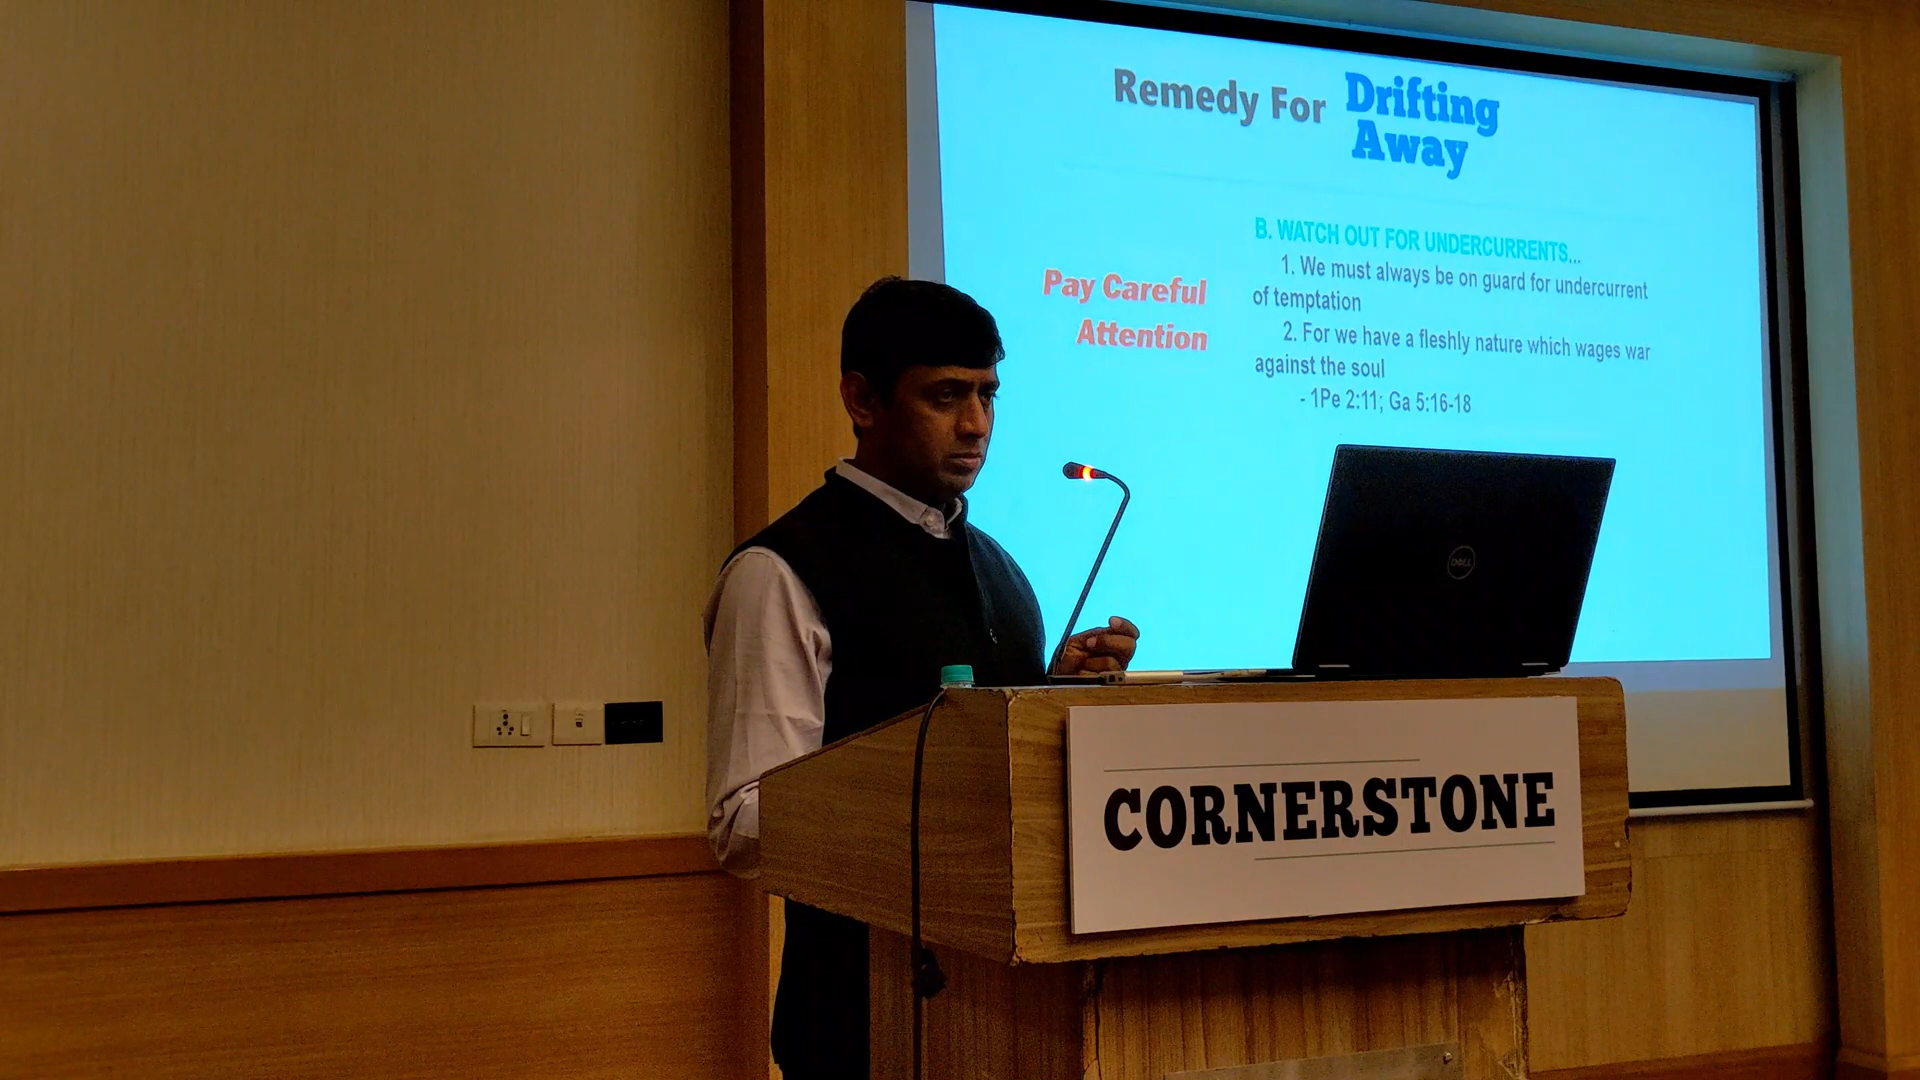 Remedy For Drifting
Away
B. WATCH OUT FOR UNDERCURRENTS...
1. We must always be on guard for undercurrent
of temptation
2. For we have a fleshly nature which wages war
against the soul
- 1Pe 2:11; Ga 5:16-18
Pay Careful
Attention
DELL
CORNERSTONE